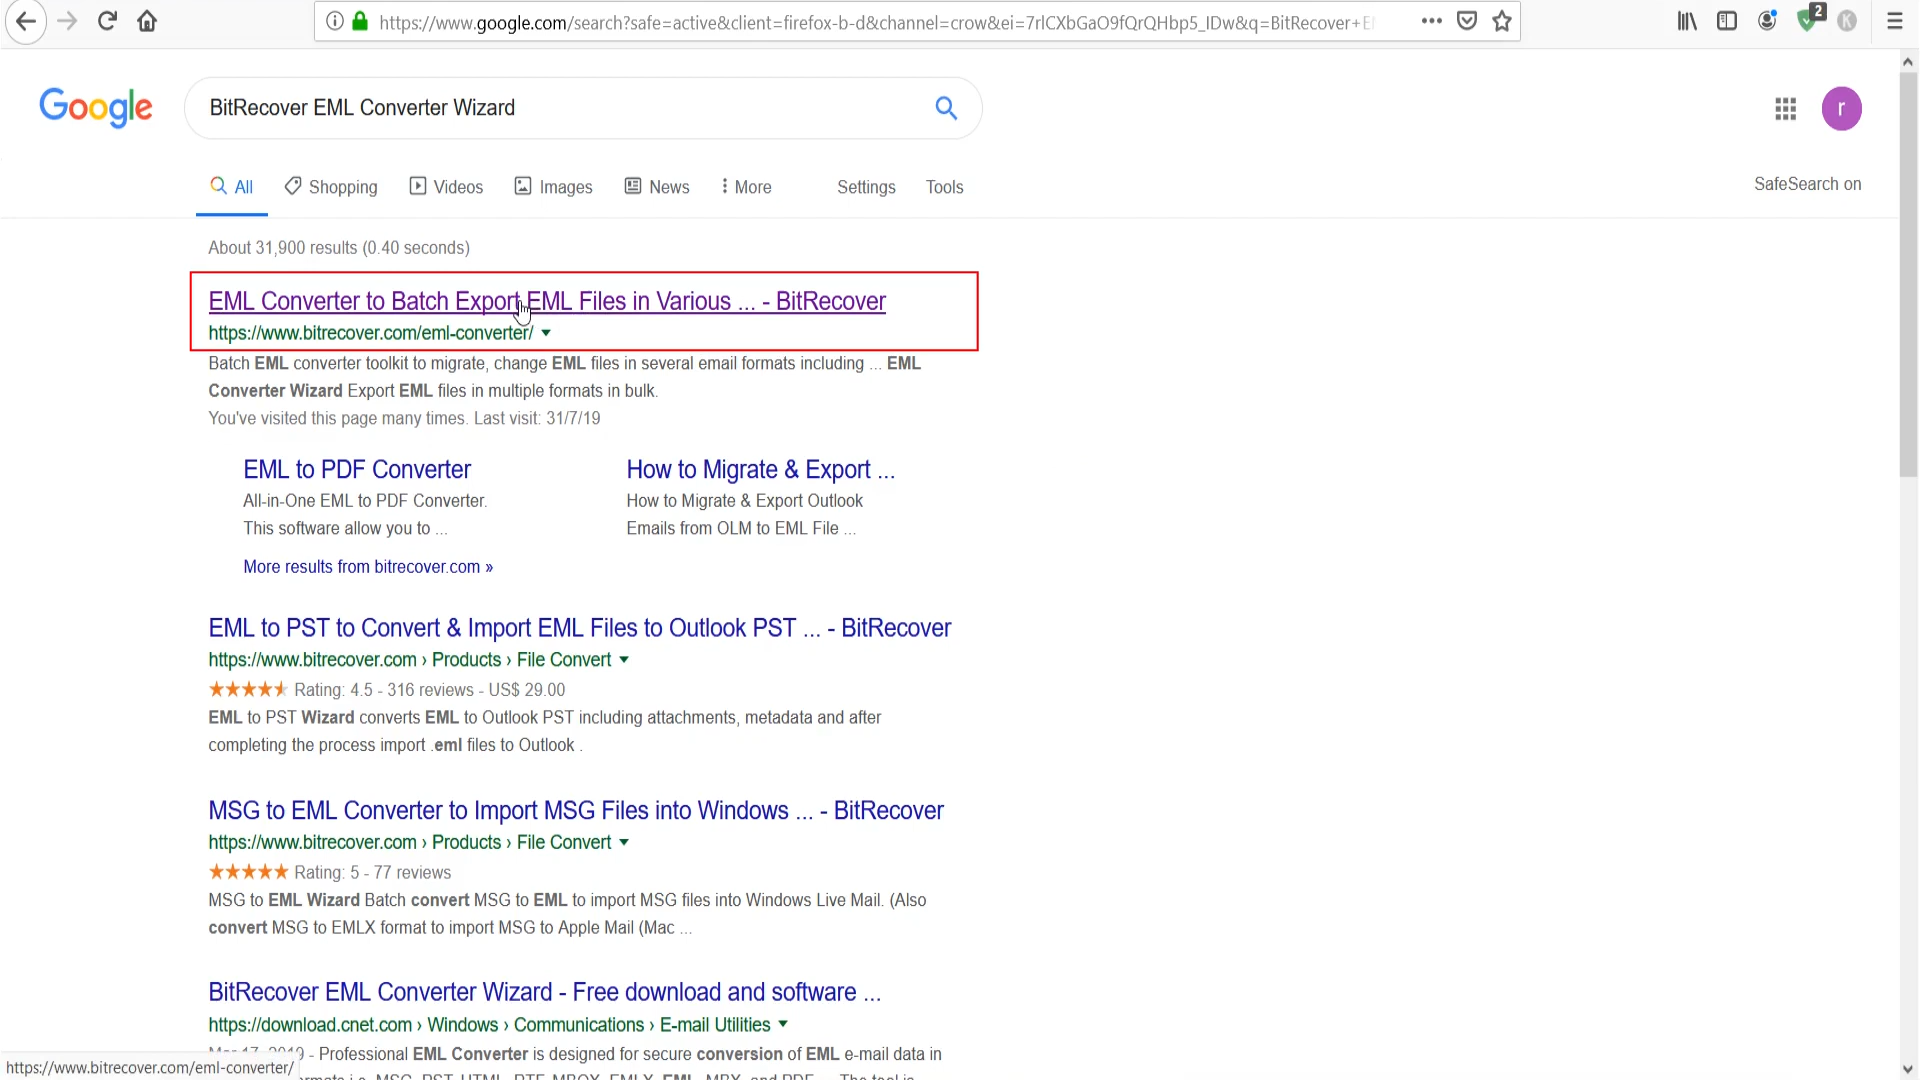 https://www.google.com/search?safe=active&client=firefox-b-d&channel=crow&ei=7rlCXbGaO9fQrQHbp5_IDw&q=BitRecover+E
2
K
Google
BitRecover EML Converter Wizard
r
All Shopping Videos Images News More Settings Tools
SafeSearch on
About 31,900 results (0.40 seconds)
EML Converter to Batch Export EML Files in Various ... - BitRecover
https://www.bitrecover.com/eml-converter/
Batch EML converter toolkit to migrate, change EML files in several email formats including ... EML
Converter Wizard Export EML files in multiple formats in bulk.
You've visited this page many times. Last visit: 31/7/19
EML to PDF Converter
All-in-One EML to PDF Converter.
This software allow you to ...
How to Migrate & Export ...
How to Migrate & Export Outlook
Emails from OLM to EML File ...
More results from bitrecover.com »
EML to PST to Convert & Import EML Files to Outlook PST ... - BitRecover
https://www.bitrecover.com › Products › File Convert
Rating: 4.5 - 316 reviews - US$ 29.00
EML to PST Wizard converts EML to Outlook PST including attachments, metadata and after
completing the process import .eml files to Outlook .
MSG to EML Converter to Import MSG Files into Windows ... - BitRecover
https://www.bitrecover.com › Products › File Convert
Rating: 5 - 77 reviews
MSG to EML Wizard Batch convert MSG to EML to import MSG files into Windows Live Mail. (Also
convert MSG to EMLX format to import MSG to Apple Mail (Mac ...
BitRecover EML Converter Wizard - Free download and software ...
https://download.cnet.com › Windows › Communications › E-mail Utilities
- Professional EML Converter is designed for secure conversion of EML e-mail data in
https://www.bitrecover.com/eml-converter/